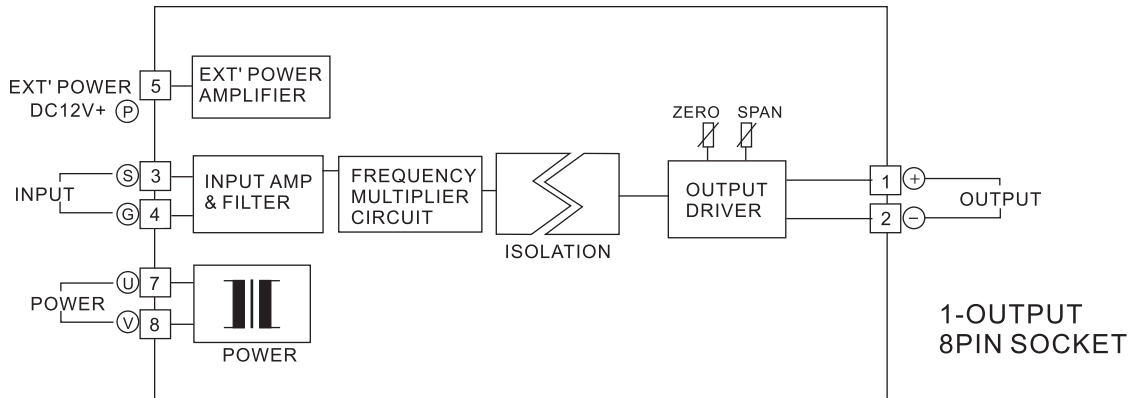 EXT' POWER
DC12V+ P
5
EXT' POWER
AMPLIFIER
INPUT
S 3
G 4
INPUT AMP
& FILTER
FREQUENCY
MULTIPLIER
CIRCUIT
ISOLATION
ZERO SPAN
OUTPUT
DRIVER
1 +
2 −
OUTPUT
POWER
U 7
V 8
POWER
1-OUTPUT
8PIN SOCKET